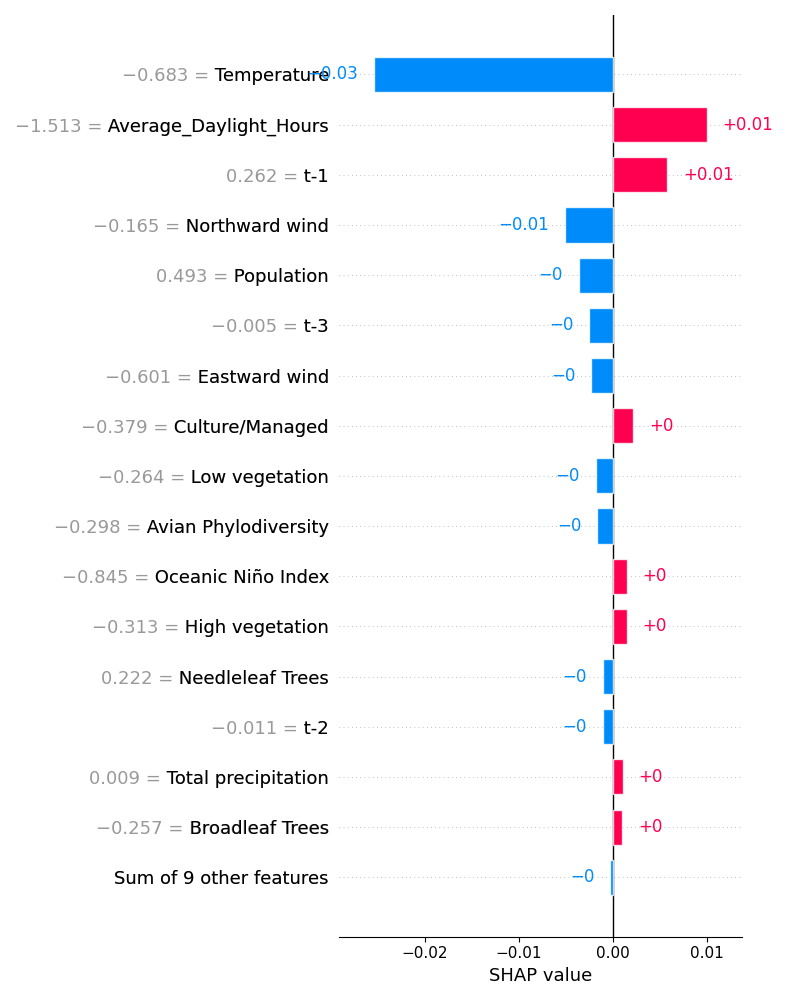 −0.683 = Temperature −0.03
−1.513 = Average_Daylight_Hours +0.01
0.262 = t-1 +0.01
−0.165 = Northward wind −0.01
0.493 = Population −0
−0.005 = t-3 −0
−0.601 = Eastward wind −0
−0.379 = Culture/Managed +0
−0.264 = Low vegetation −0
−0.298 = Avian Phylodiversity −0
−0.845 = Oceanic Niño Index +0
−0.313 = High vegetation +0
0.222 = Needleleaf Trees −0
−0.011 = t-2 −0
0.009 = Total precipitation +0
−0.257 = Broadleaf Trees +0
Sum of 9 other features −0
−0.02 −0.01 0.00 0.01
SHAP value